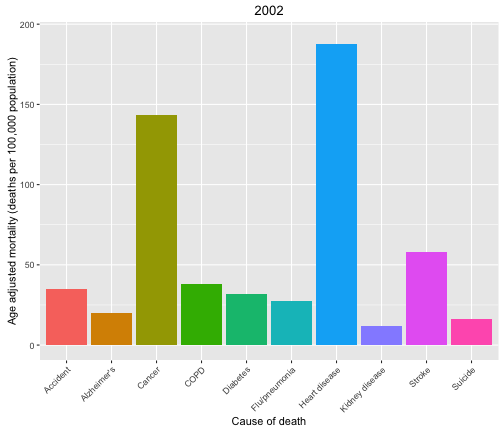 2002
Age adjusted mortality (deaths per 100,000 population)
200
150
100
50
0
Accident
Alzheimer's
Cancer
COPD
Diabetes
Flu/pneumonia
Heart disease
Kidney disease
Stroke
Suicide
Cause of death